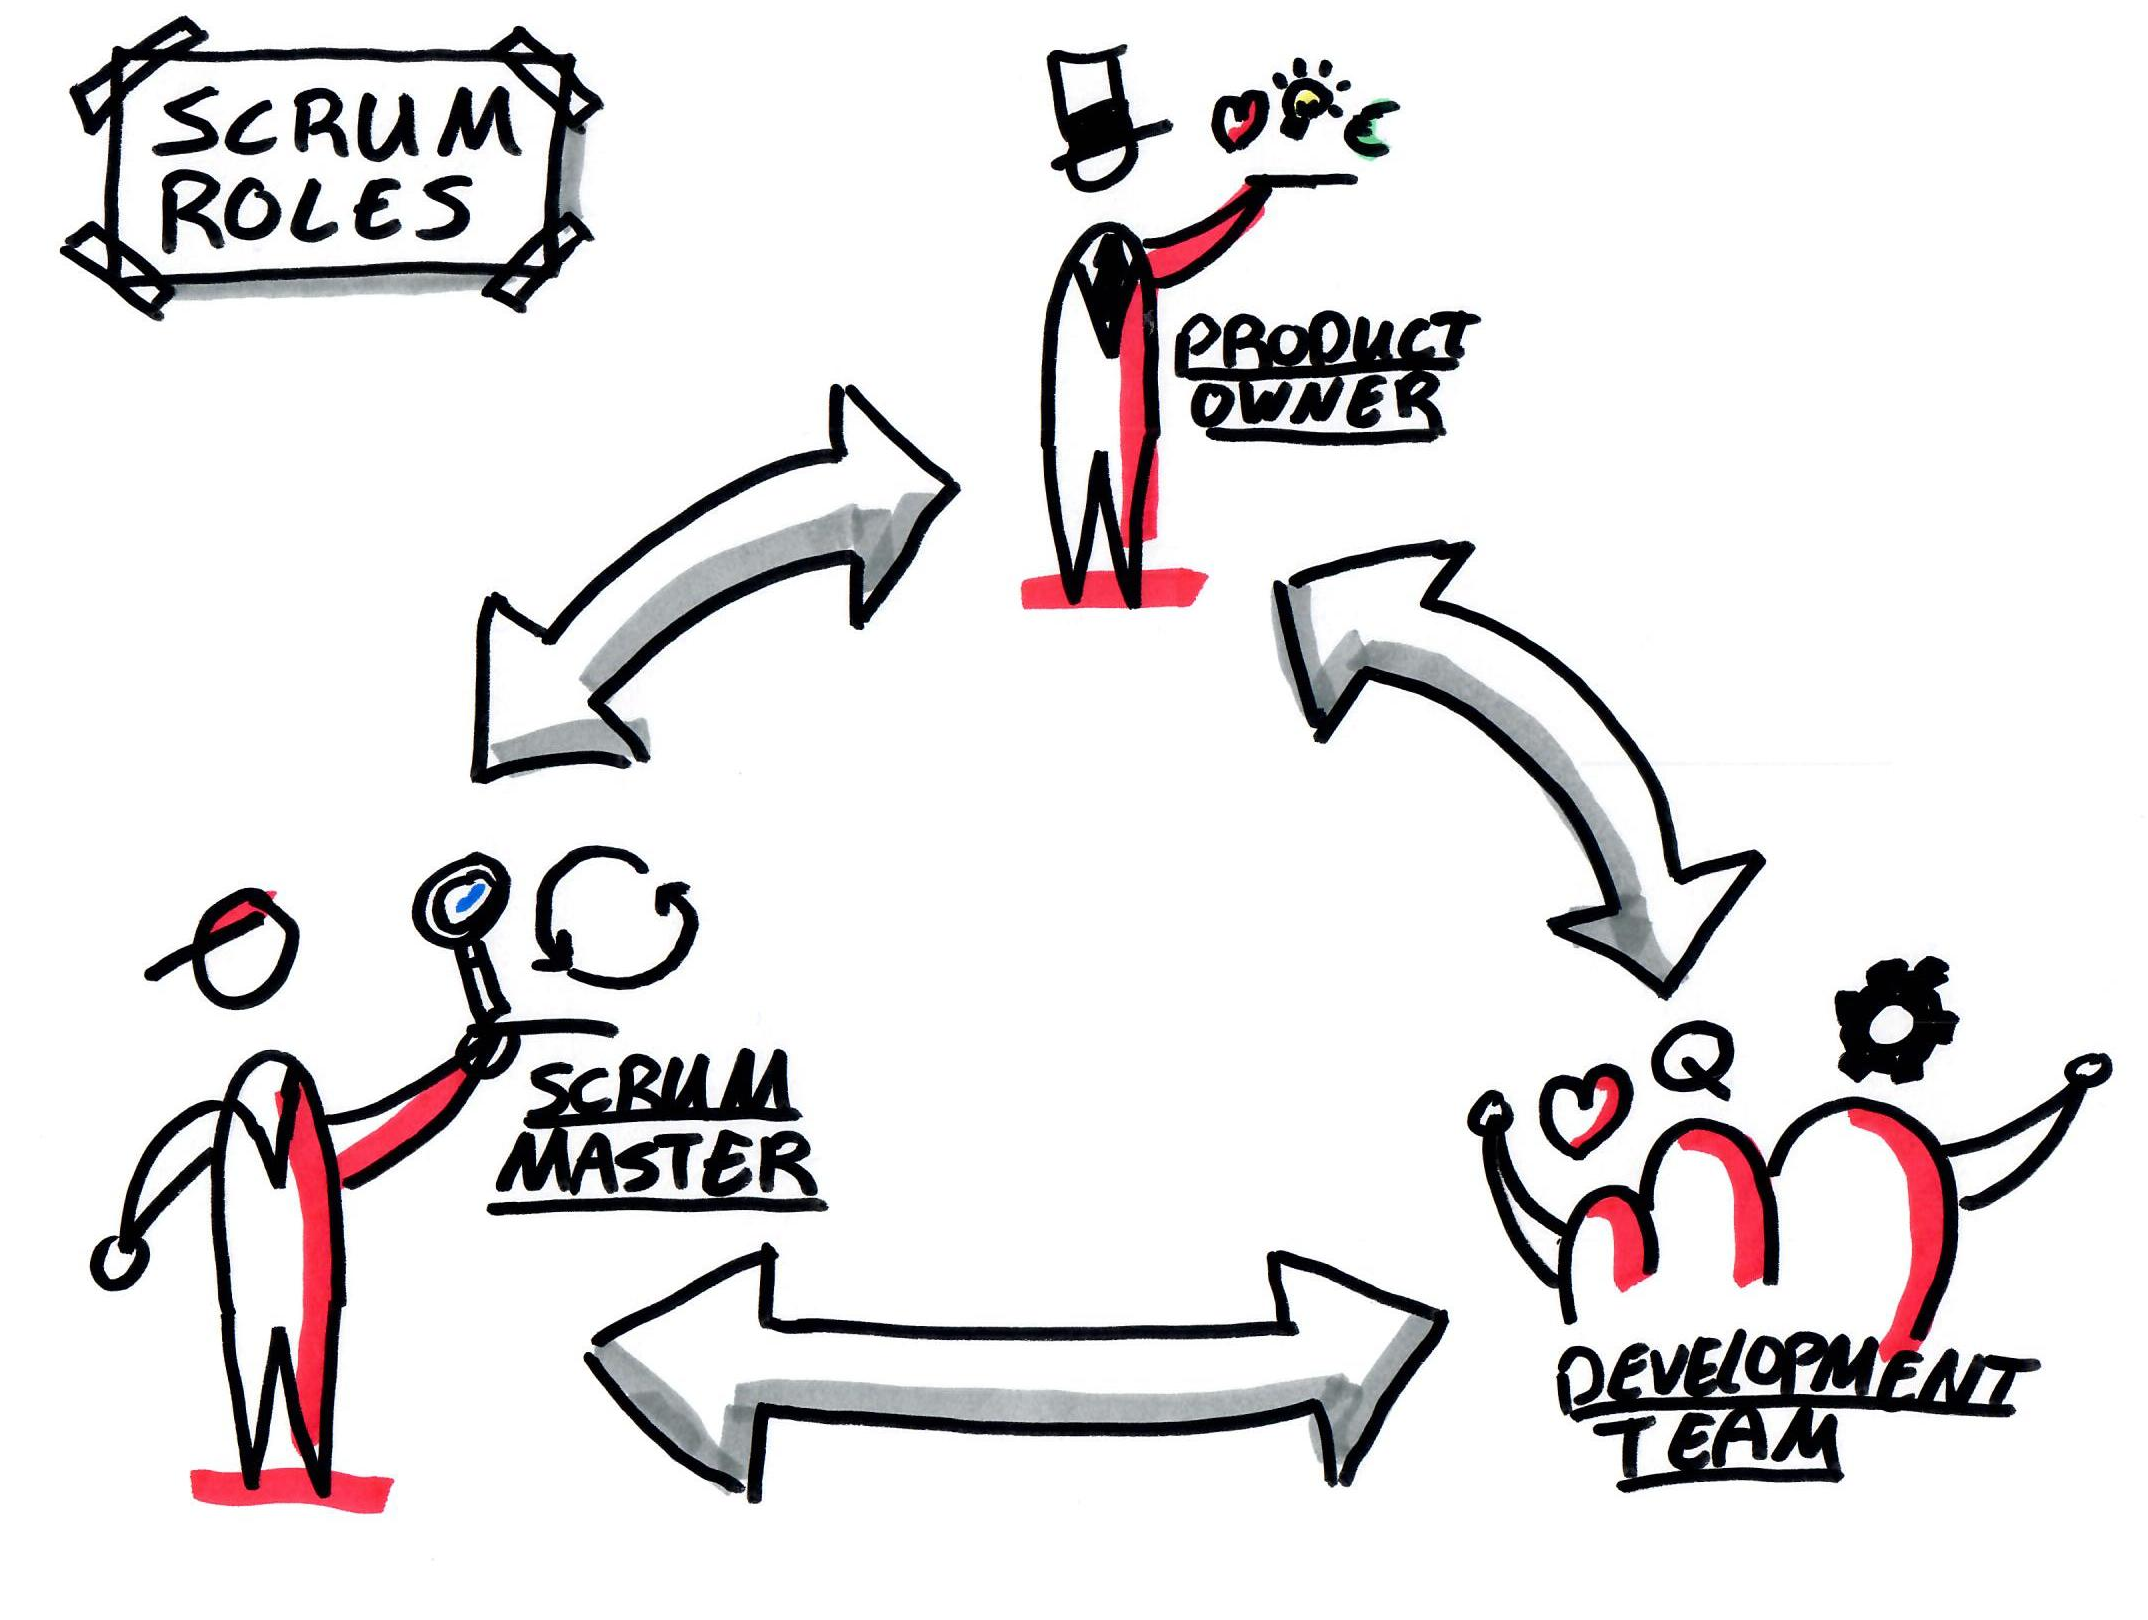 SCRUM
ROLES
€
PRODUCT
OWNER
SCRUM
MASTER
Q
DEVELOPMENT
TEAM